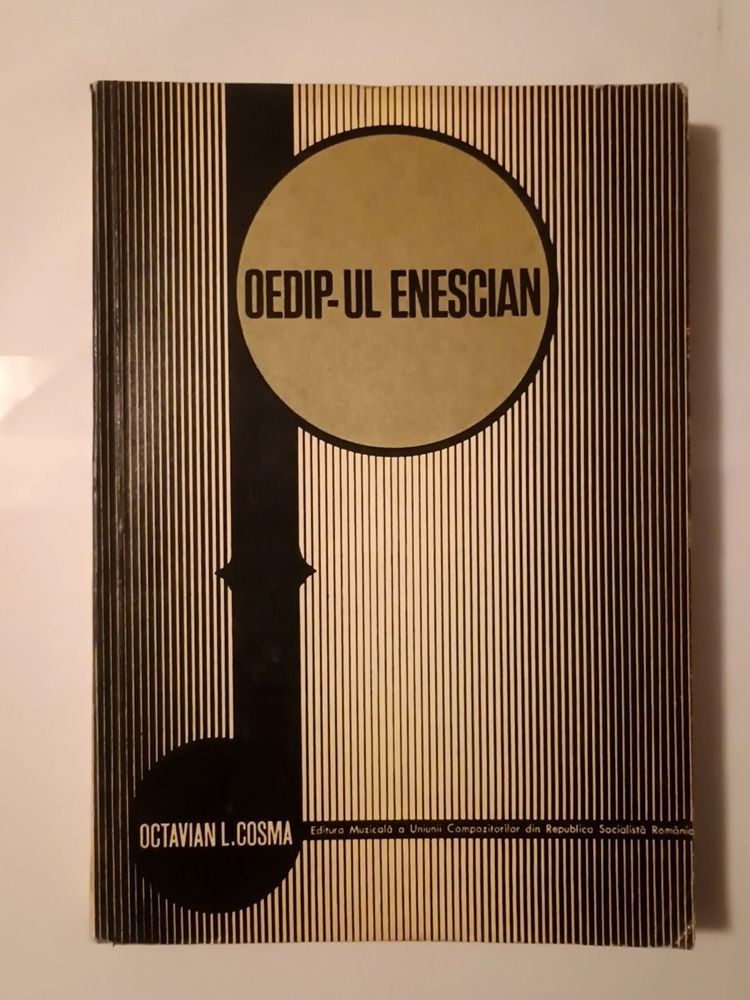 OEDIP-UL ENESCIAN
OCTAVIAN L. COSMA
Editura Muzicală a Uniunii Compozitorilor din Republica Socialistă România